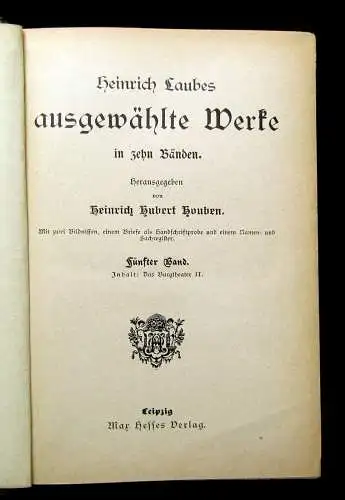 Heinrich Laubes
ausgewählte Werke
in zehn Bänden.
Herausgegeben
von
Heinrich Hubert Houben.
Mit zwei Bildnissen, einem Briefe als Handschriftprobe und einem Namen- und
Sachregister.
Fünfter Band.
Inhalt: Das Burgtheater II.
Leipzig
Max Hesses Verlag.